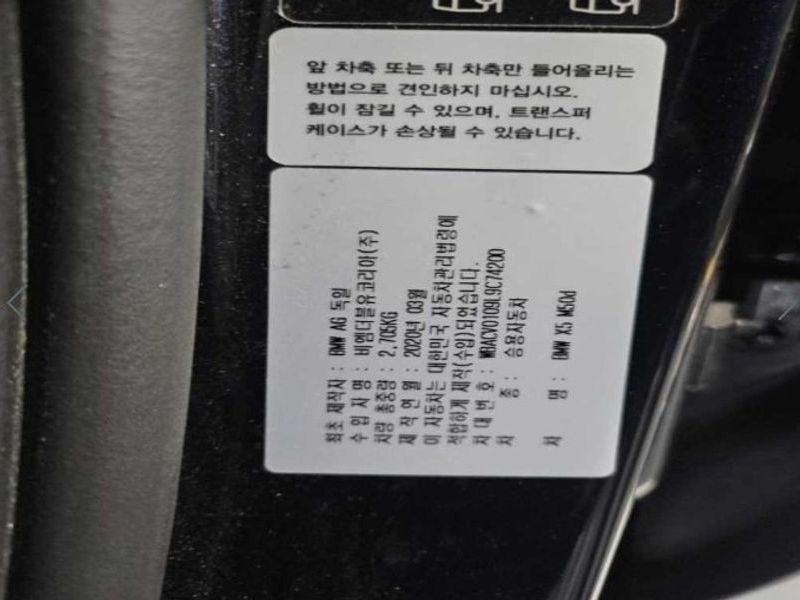 앞 차축 또는 뒤 차축만 들어올리는
방법으로 견인하지 마십시오.
휠이 잠길 수 있으며, 트랜스퍼
케이스가 손상될 수 있습니다.
최초 제작자 : BMW AG 독일
수 입 자 명 : 비엠더블유코리아(주)
차량 총중량 : 2,705KG
제 작 연 월 : 2020년 03월
이 자동차는 대한민국 자동차관리법령에
적합하게 제작(수입)되었습니다.
차 대 번 호 : WBACV0109L9C74200
차 종 : 승용자동차
차 명 : BMW X5 M50d